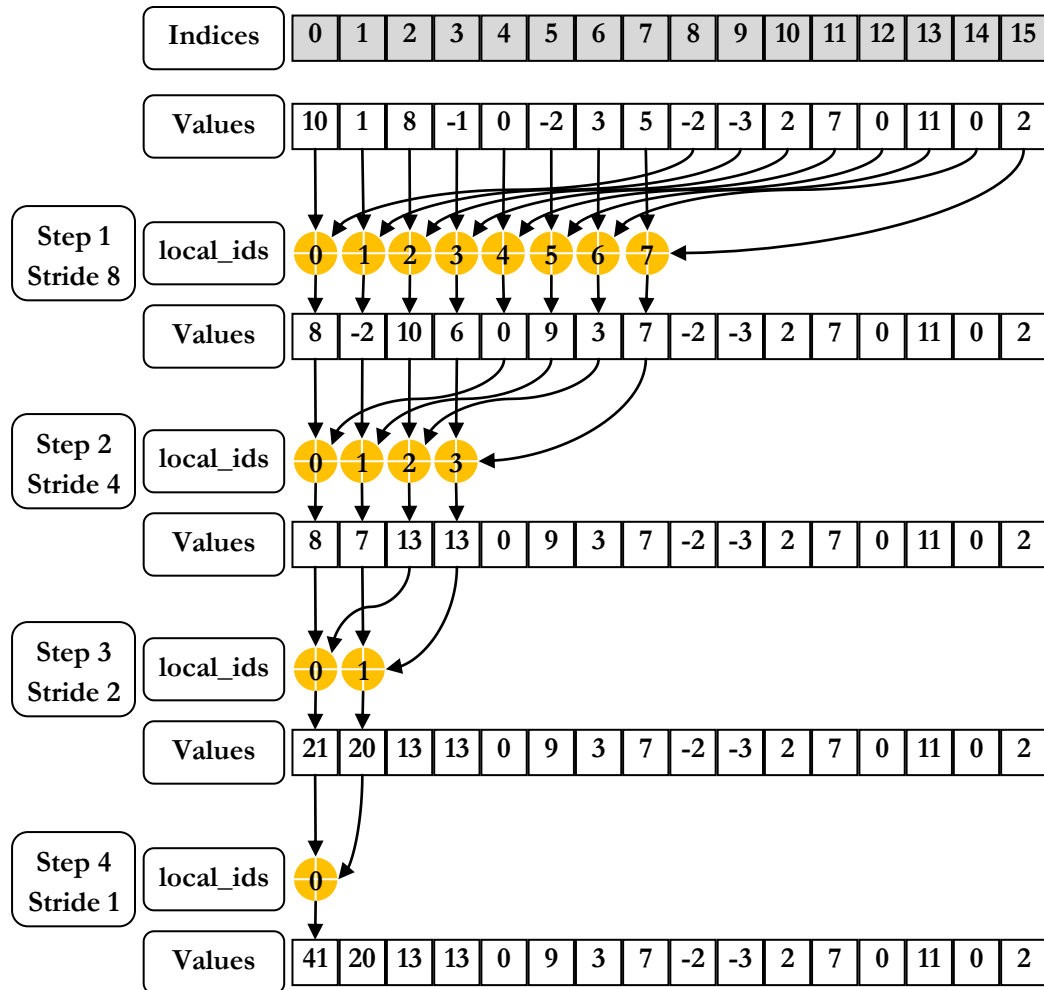 Indices 0 1 2 3 4 5 6 7 8 9 10 11 12 13 14 15
Values 10 1 8 -1 0 -2 3 5 -2 -3 2 7 0 11 0 2
Step 1
Stride 8
local_ids 0 1 2 3 4 5 6 7
Values 8 -2 10 6 0 9 3 7 -2 -3 2 7 0 11 0 2
Step 2
Stride 4
local_ids 0 1 2 3
Values 8 7 13 13 0 9 3 7 -2 -3 2 7 0 11 0 2
Step 3
Stride 2
local_ids 0 1
Values 21 20 13 13 0 9 3 7 -2 -3 2 7 0 11 0 2
Step 4
Stride 1
local_ids 0
Values 41 20 13 13 0 9 3 7 -2 -3 2 7 0 11 0 2